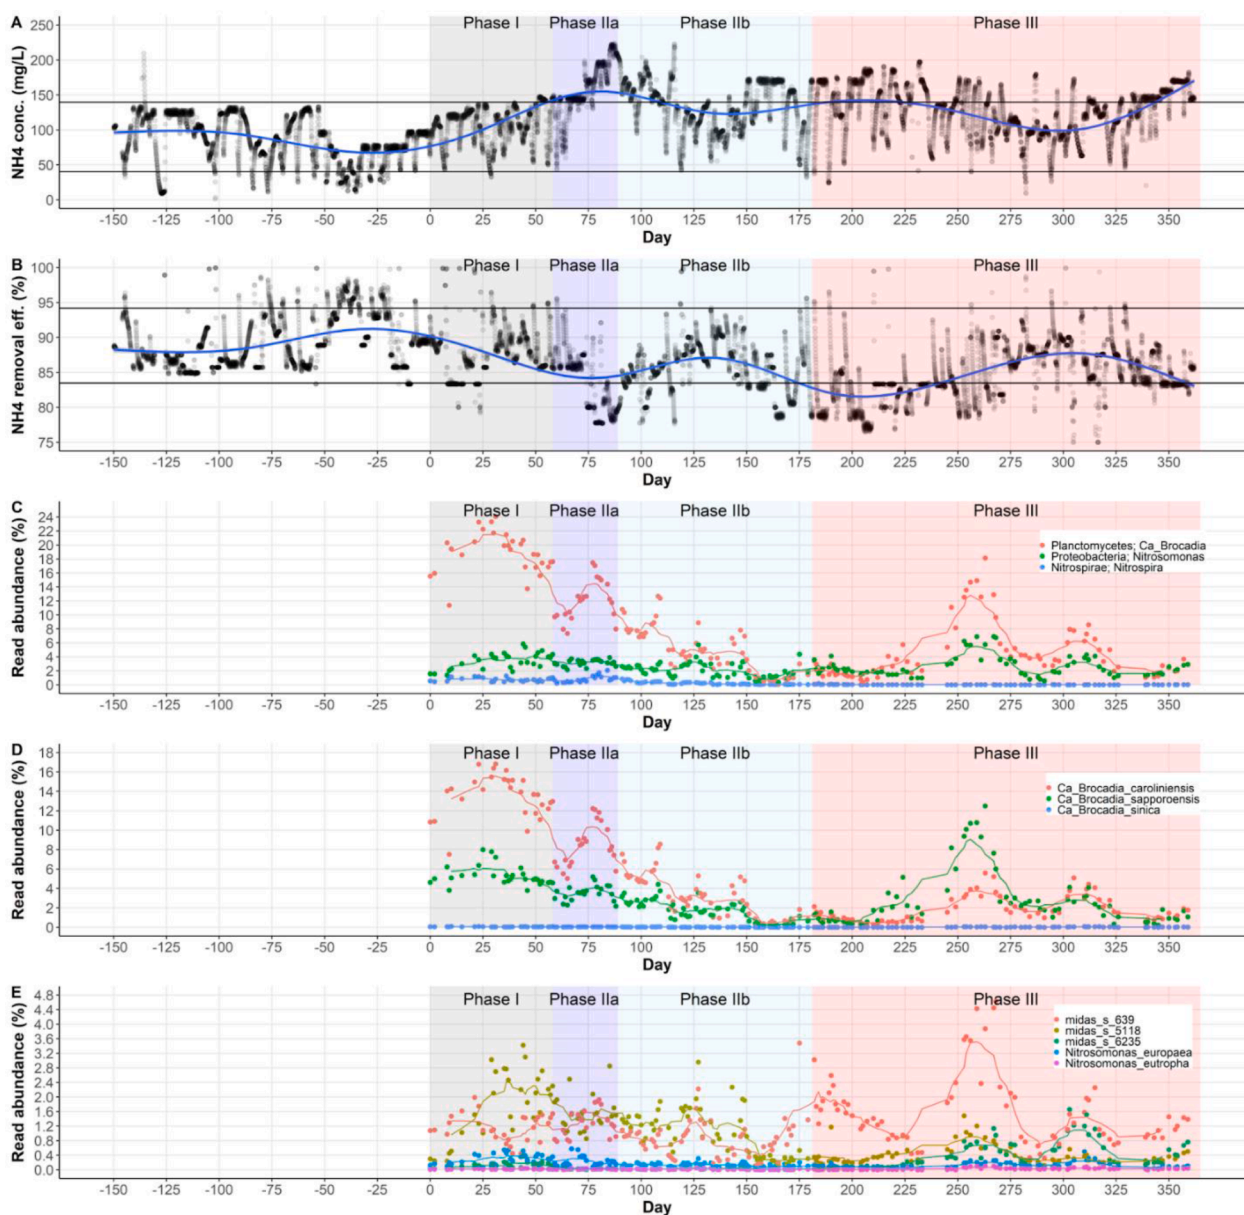 A
Phase I Phase IIa Phase IIb Phase III
NH4 conc. (mg/L)
250
200
150
100
50
0
-150 -125 -100 -75 -50 -25 0 25 50 75 100 125 150 175 200 225 250 275 300 325 350
Day
B
Phase I Phase IIa Phase IIb Phase III
NH4 removal eff. (%)
100
95
90
85
80
75
-150 -125 -100 -75 -50 -25 0 25 50 75 100 125 150 175 200 225 250 275 300 325 350
Day
C
Phase I Phase IIa Phase IIb Phase III
Read abundance (%)
24
22
20
18
16
14
12
10
8
6
4
2
0
Planctomycetes; Ca_Brocadia
Proteobacteria; Nitrosomonas
Nitrospirae; Nitrospira
-150 -125 -100 -75 -50 -25 0 25 50 75 100 125 150 175 200 225 250 275 300 325 350
Day
D
Phase I Phase IIa Phase IIb Phase III
Read abundance (%)
18
16
14
12
10
8
6
4
2
0
Ca_Brocadia_caroliniensis
Ca_Brocadia_sapporoensis
Ca_Brocadia_sinica
-150 -125 -100 -75 -50 -25 0 25 50 75 100 125 150 175 200 225 250 275 300 325 350
Day
E
Phase I Phase IIa Phase IIb Phase III
Read abundance (%)
4.8
4.4
4.0
3.6
3.2
2.8
2.4
2.0
1.6
1.2
0.8
0.4
0.0
midas_s_639
midas_s_5118
midas_s_6235
Nitrosomonas_europaea
Nitrosomonas_eutropha
-150 -125 -100 -75 -50 -25 0 25 50 75 100 125 150 175 200 225 250 275 300 325 350
Day